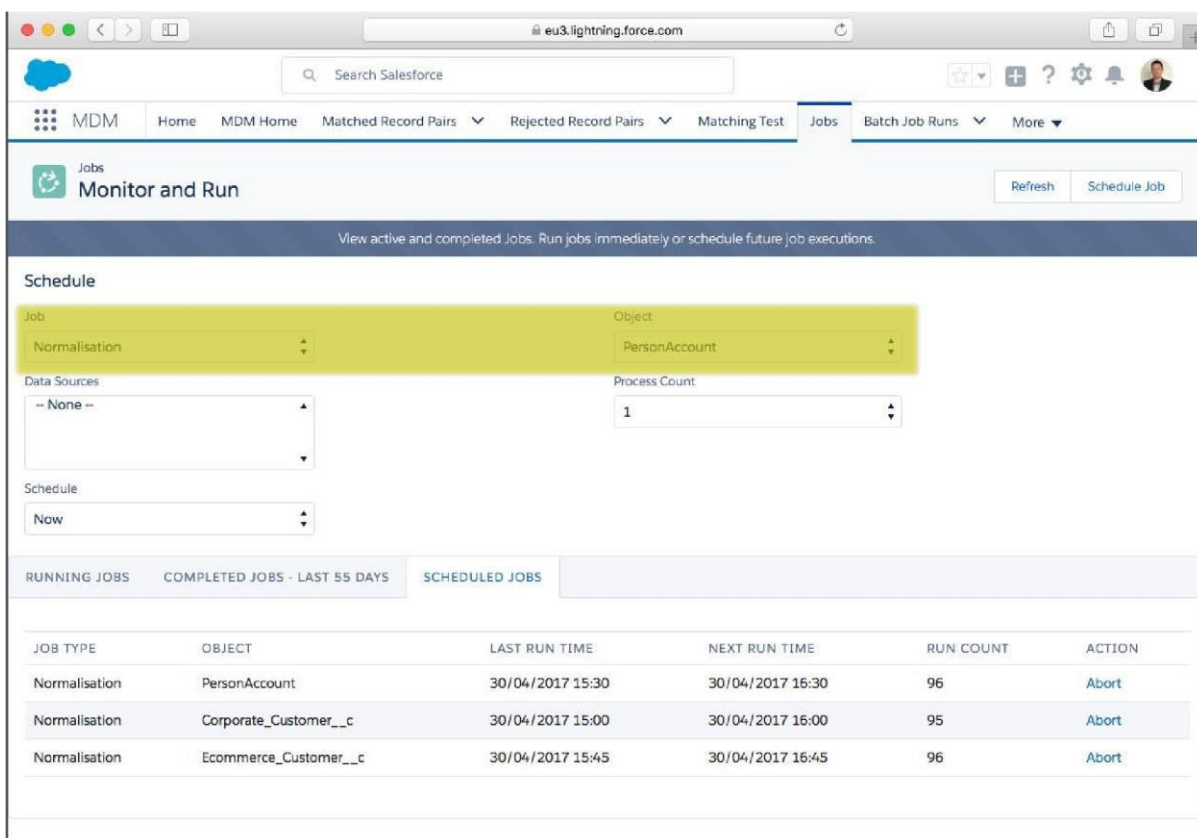 eu3.lightning.force.com
Search Salesforce
MDM Home MDM Home Matched Record Pairs Rejected Record Pairs Matching Test Jobs Batch Job Runs More
Jobs
Monitor and Run
Refresh Schedule Job
View active and completed Jobs. Run jobs immediately or schedule future job executions.
Schedule
Job Object
Normalisation PersonAccount
Data Sources Process Count
-- None --
1
Schedule
Now
RUNNING JOBS COMPLETED JOBS - LAST 55 DAYS SCHEDULED JOBS
JOB TYPE OBJECT LAST RUN TIME NEXT RUN TIME RUN COUNT ACTION
Normalisation PersonAccount 30/04/2017 15:30 30/04/2017 16:30 96 Abort
Normalisation Corporate_Customer__c 30/04/2017 15:00 30/04/2017 16:00 95 Abort
Normalisation Ecommerce_Customer__c 30/04/2017 15:45 30/04/2017 16:45 96 Abort